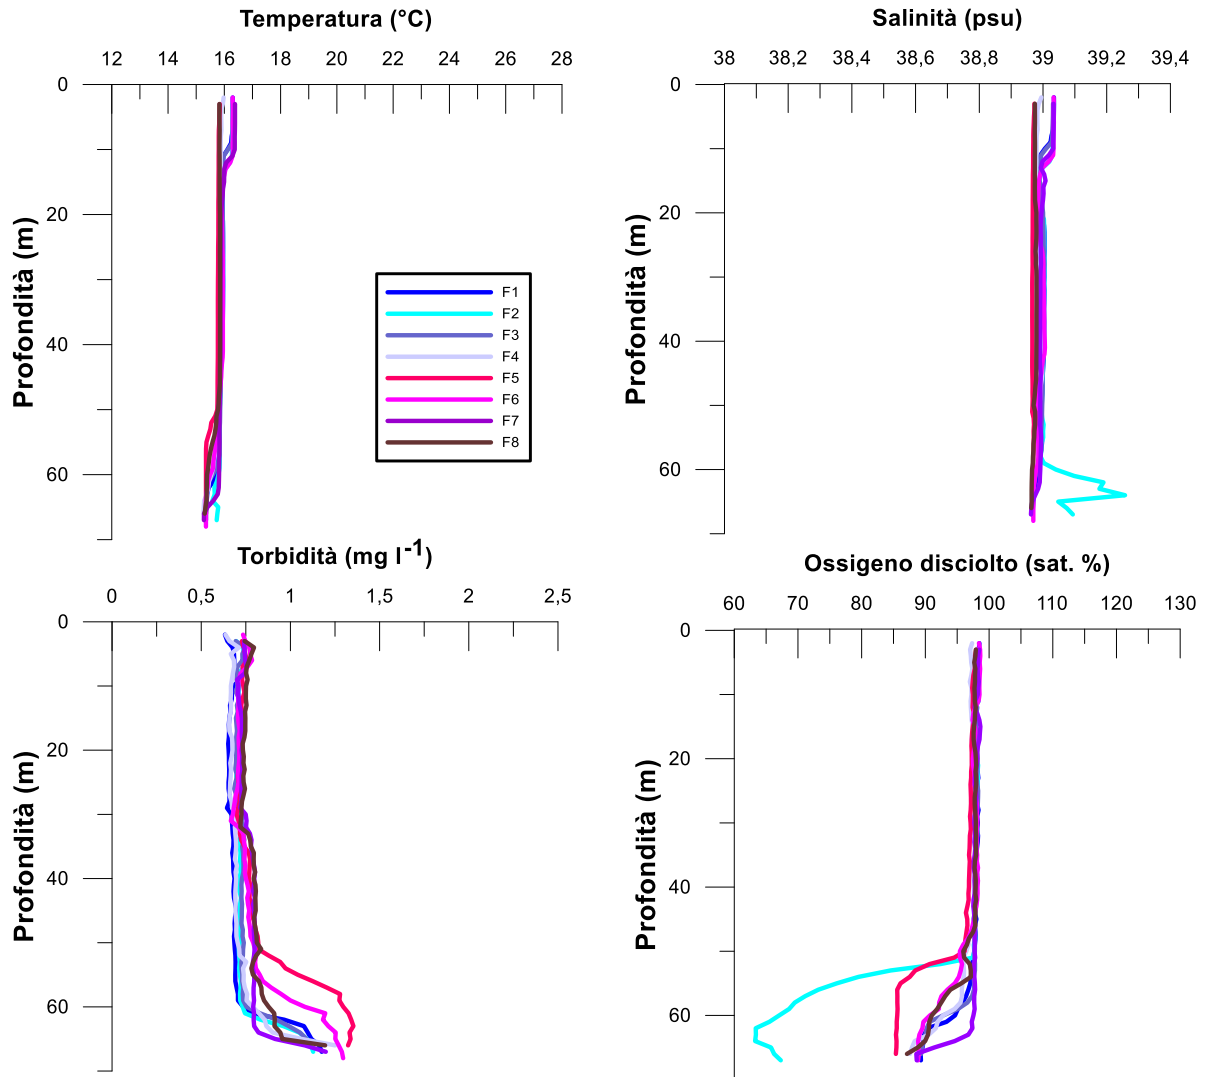 Temperatura (°C)
12 14 16 18 20 22 24 26 28
0
20
40
60
Profondità (m)
F1
F2
F3
F4
F5
F6
F7
F8
Salinità (psu)
38 38,2 38,4 38,6 38,8 39 39,2 39,4
0
20
40
60
Profondità (m)
Torbidità (mg l-1)
0 0,5 1 1,5 2 2,5
0
20
40
60
Profondità (m)
Ossigeno disciolto (sat. %)
60 70 80 90 100 110 120 130
0
20
40
60
Profondità (m)